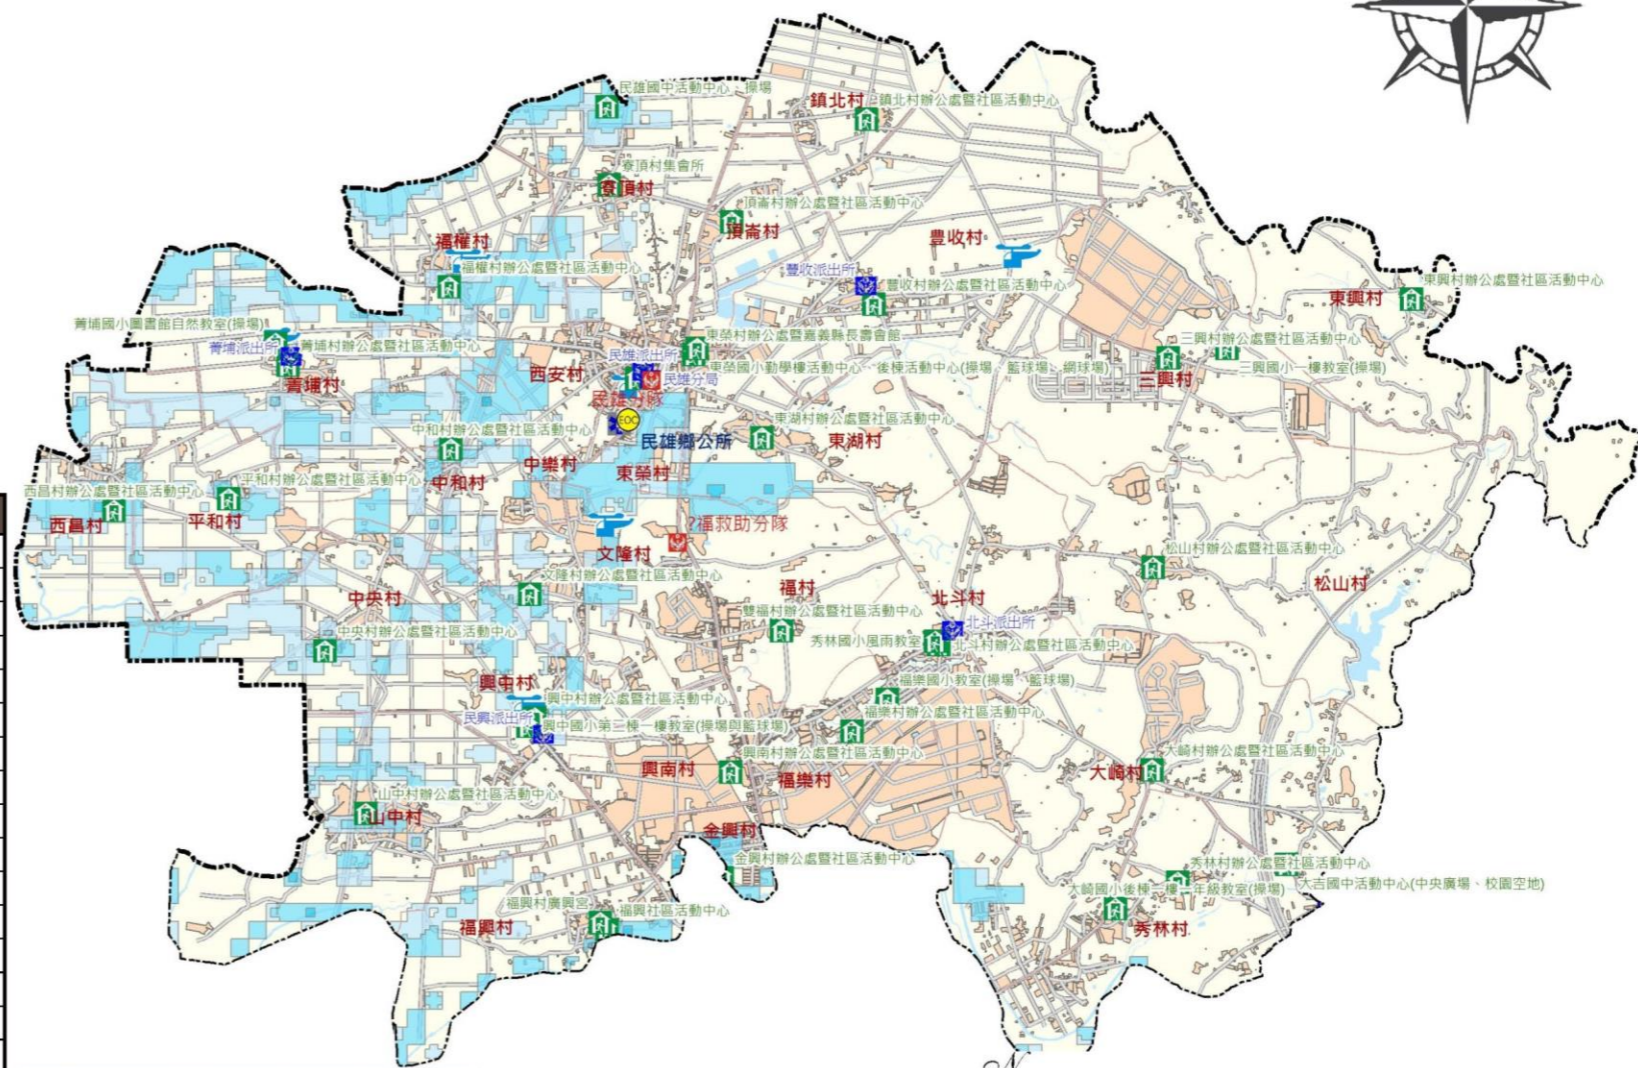 民雄國中活動中心、操場
鎮北村
鎮北村辦公處暨社區活動中心
寮頂村集會所
寮頂村
頂崙村辦公處暨社區活動中心
頂崙村
福權村
豐收村
福權村辦公處暨社區活動中心
豐收派出所
豐收村辦公處暨社區活動中心
東興村辦公處暨社區活動中心
東興村
菁埔國小圖書館自然教室(操場)
菁埔派出所
菁埔村辦公處暨社區活動中心
菁埔村
東榮村辦公處暨嘉義縣長壽會館
三興村辦公處暨社區活動中心
民雄派出所
東榮國小勤學樓活動中心、後棟活動中心(操場、籃球場、網球場)
三興國小一樓教室(操場)
西安村
民雄分局
三興村
民雄分隊
EOC
東湖村辦公處暨社區活動中心
中和村辦公處暨社區活動中心
民雄鄉公所
東湖村
中樂村
東榮村
中和村
平和村辦公處暨社區活動中心
西昌村辦公處暨社區活動中心
西昌村
平和村
?福救助分隊
文隆村
松山村辦公處暨社區活動中心
文隆村辦公處暨社區活動中心
福村
松山村
中央村
北斗村
雙福村辦公處暨社區活動中心
北斗派出所
中央村辦公處暨社區活動中心
秀林國小風雨教室
北斗村辦公處暨社區活動中心
興中村
福樂國小教室(操場、籃球場)
興中村辦公處暨社區活動中心
民興派出所
福樂村辦公處暨社區活動中心
興中國小第二棟一樓教室(操場與籃球場)
興南村辦公處暨社區活動中心
大崎村辦公處暨社區活動中心
興南村
福樂村
大崎村
山中村辦公處暨社區活動中心
山中村
金興村
金興村辦公處暨社區活動中心
秀林村辦公處暨社區活動中心
大崎國小後棟一樓一年級教室(操場)
大吉國中活動中心(中央廣場、校園空地)
福興村廣興宮
福興社區活動中心
福興村
秀林村
N